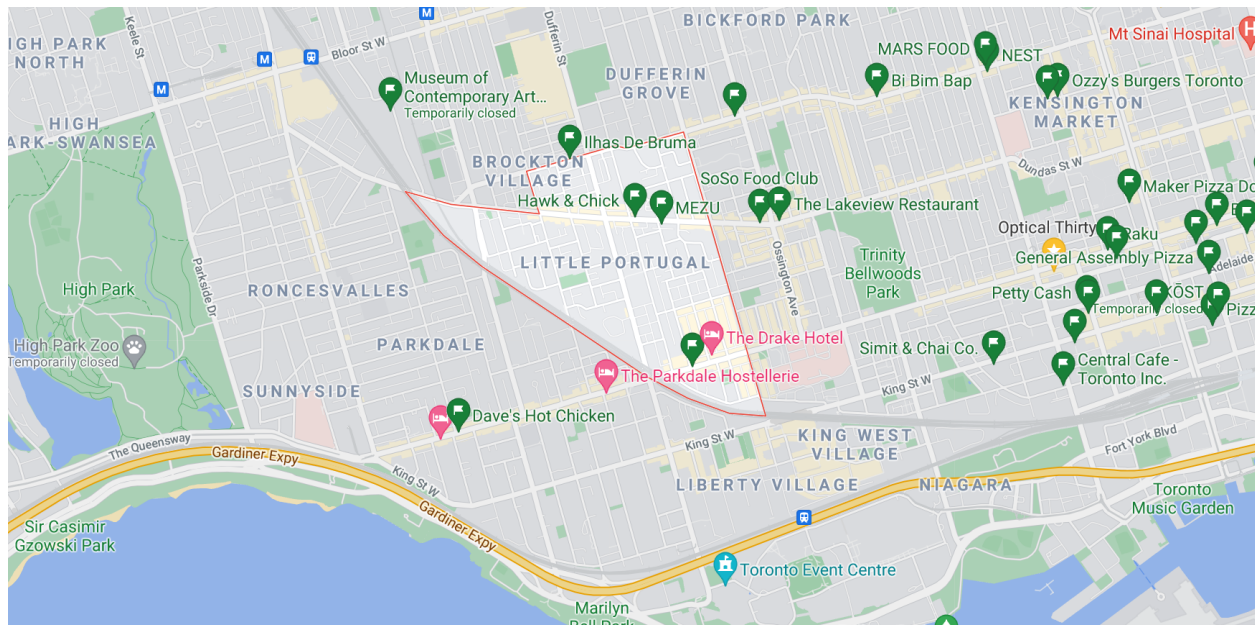 BICKFORD PARK
Keele St
Dufferin St
M
Mt Sinai Hospital
H
IGH PARK
NORTH
Bloor St W
M
MARS FOOD
NEST
Museum of
Contemporary Art...
Temporarily closed
DUFFERIN
GROVE
Bi Bim Bap
Ozzy's Burgers Toronto
M
KENSINGTON
MARKET
HIGH
ARK-SWANSEA
Ilhas De Bruma
BROCKTON
VILLAGE
Dundas St W
SoSo Food Club
Maker Pizza Do
Hawk & Chick
MEZU
The Lakeview Restaurant
Optical Thirty
Raku
LITTLE PORTUGAL
Ossington Ave
Trinity
Bellwoods
Park
General Assembly Pizza
Adelaide
Parkside Dr
High Park
RONCESVALLES
Petty Cash
KŌST
Temporarily closed
Pizz
High Park Zoo
Temporarily closed
PARKDALE
The Drake Hotel
Simit & Chai Co.
Central Cafe -
Toronto Inc.
The Parkdale Hostellerie
SUNNYSIDE
King St W
Dave's Hot Chicken
The Queensway
Gardiner Expy
King St W
KING WEST
VILLAGE
Fort York Blvd
King St W
LIBERTY VILLAGE
NIAGARA
Toronto
Music Garden
Gardiner Expy
Sir Casimir
Gzowski Park
Toronto Event Centre
Marilyn
Bell Park